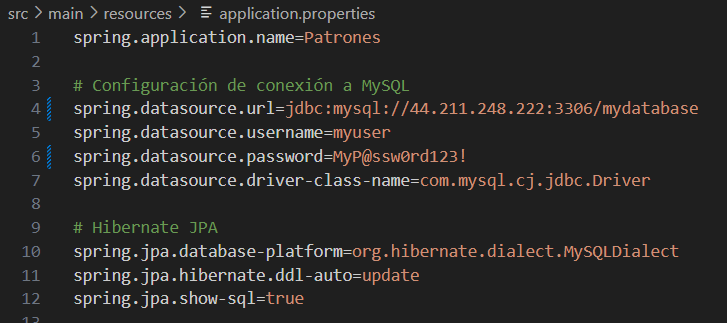 src > main > resources > application.properties
1 spring.application.name=Patrones
2
3 # Configuración de conexión a MySQL
4 spring.datasource.url=jdbc:mysql://44.211.248.222:3306/mydatabase
5 spring.datasource.username=myuser
6 spring.datasource.password=MyP@ssw0rd123!
7 spring.datasource.driver-class-name=com.mysql.cj.jdbc.Driver
8
9 # Hibernate JPA
10 spring.jpa.database-platform=org.hibernate.dialect.MySQLDialect
11 spring.jpa.hibernate.ddl-auto=update
12 spring.jpa.show-sql=true
13